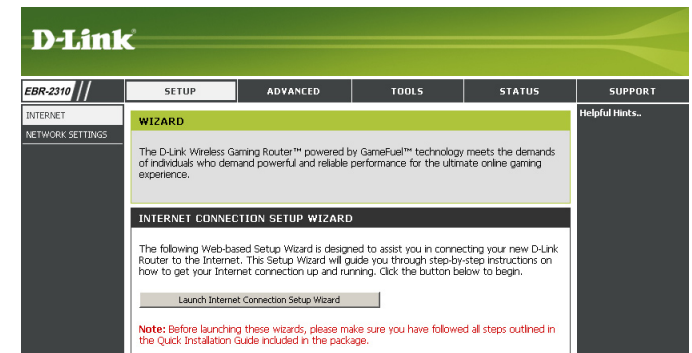 D-Link
EBR-2310 // SETUP ADVANCED TOOLS STATUS SUPPORT
INTERNET
NETWORK SETTINGS
WIZARD
The D-Link Wireless Gaming Router™ powered by GameFuel™ technology meets the demands
of individuals who demand powerful and reliable performance for the ultimate online gaming
experience.
INTERNET CONNECTION SETUP WIZARD
The following Web-based Setup Wizard is designed to assist you in connecting your new D-Link
Router to the Internet. This Setup Wizard will guide you through step-by-step instructions on
how to get your Internet connection up and running. Click the button below to begin.
Launch Internet Connection Setup Wizard
Note: Before launching these wizards, please make sure you have followed all steps outlined in
the Quick Installation Guide included in the package.
Helpful Hints..